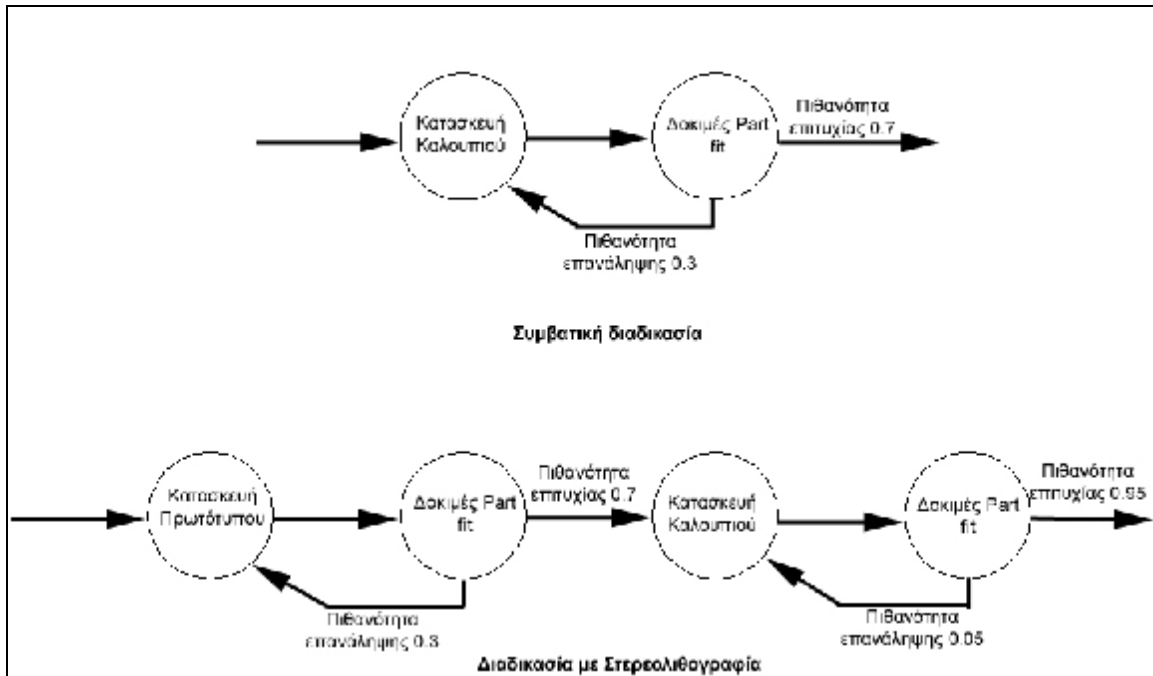 Κατασκευή
Καλουπιού
Δοκιμές Part
fit
Πιθανότητα
επιτυχίας 0.7
Πιθανότητα
επανάληψης 0.3
Συμβατική διαδικασία
Κατασκευή
Πρωτότυπου
Δοκιμές Part
fit
Πιθανότητα
επιτυχίας 0.7
Κατασκευή
Καλουπιού
Δοκιμές Part
fit
Πιθανότητα
επιτυχίας 0.95
Πιθανότητα
επανάληψης 0.3
Πιθανότητα
επανάληψης 0.05
Διαδικασία με Στερεολιθογραφία